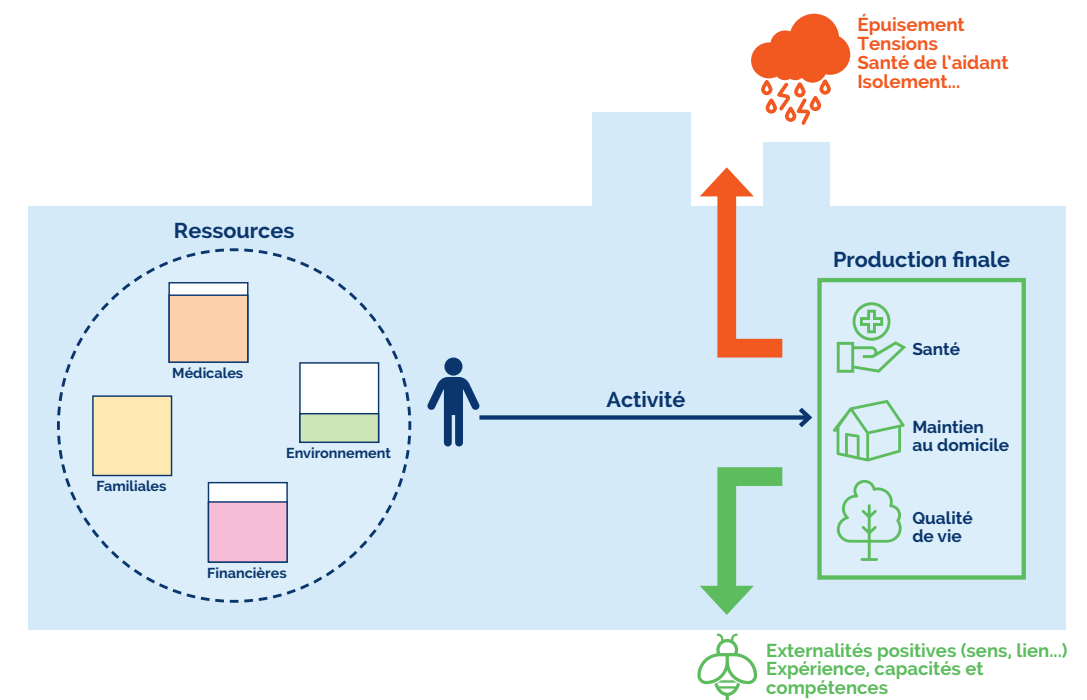 Épuisement
Tensions
Santé de l'aidant
Isolement...
Ressources
Production finale
Médicales
Santé
Activité
Environnement
Maintien
au domicile
Familiales
Qualité
de vie
Financières
Externalités positives (sens, lien...)
Expérience, capacités et
compétences